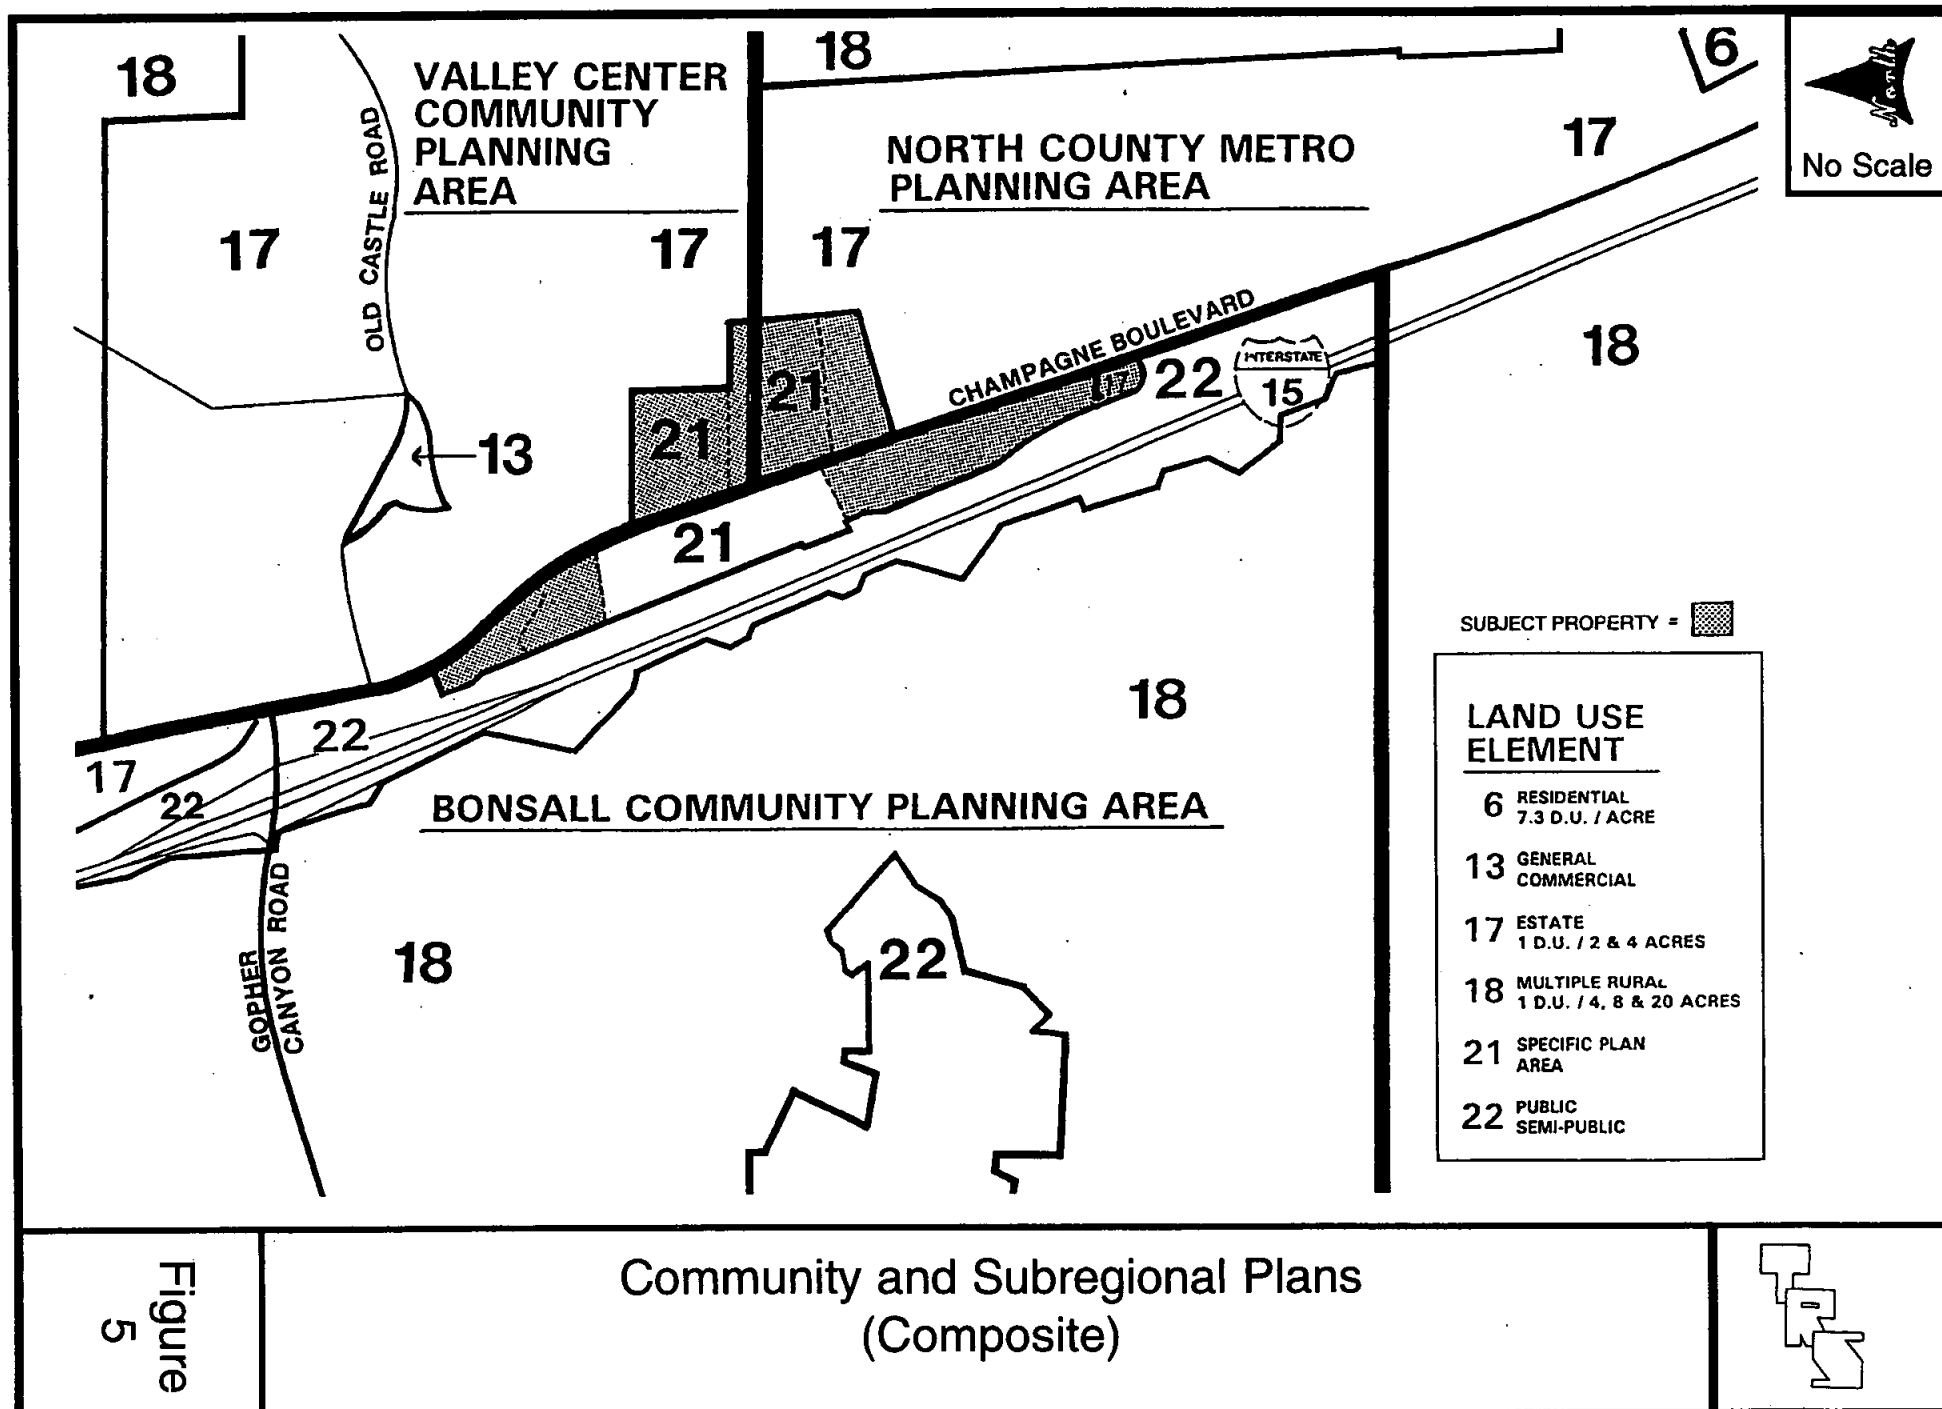 18
18
6
VALLEY CENTER
COMMUNITY
PLANNING
AREA
OLD CASTLE ROAD
NORTH COUNTY METRO
PLANNING AREA
17
North
No Scale
17
17
17
CHAMPAGNE BOULEVARD
18
INTERSTATE
15
22
17
21
21
13
21
22
17
22
18
BONSALL COMMUNITY PLANNING AREA
GOPHER
CANYON ROAD
18
22
SUBJECT PROPERTY =
LAND USE
ELEMENT
6 RESIDENTIAL
7.3 D.U. / ACRE
13 GENERAL
COMMERCIAL
17 ESTATE
1 D.U. / 2 & 4 ACRES
18 MULTIPLE RURAL
1 D.U. / 4, 8 & 20 ACRES
21 SPECIFIC PLAN
AREA
22 PUBLIC
SEMI-PUBLIC
Figure
5
Community and Subregional Plans
(Composite)